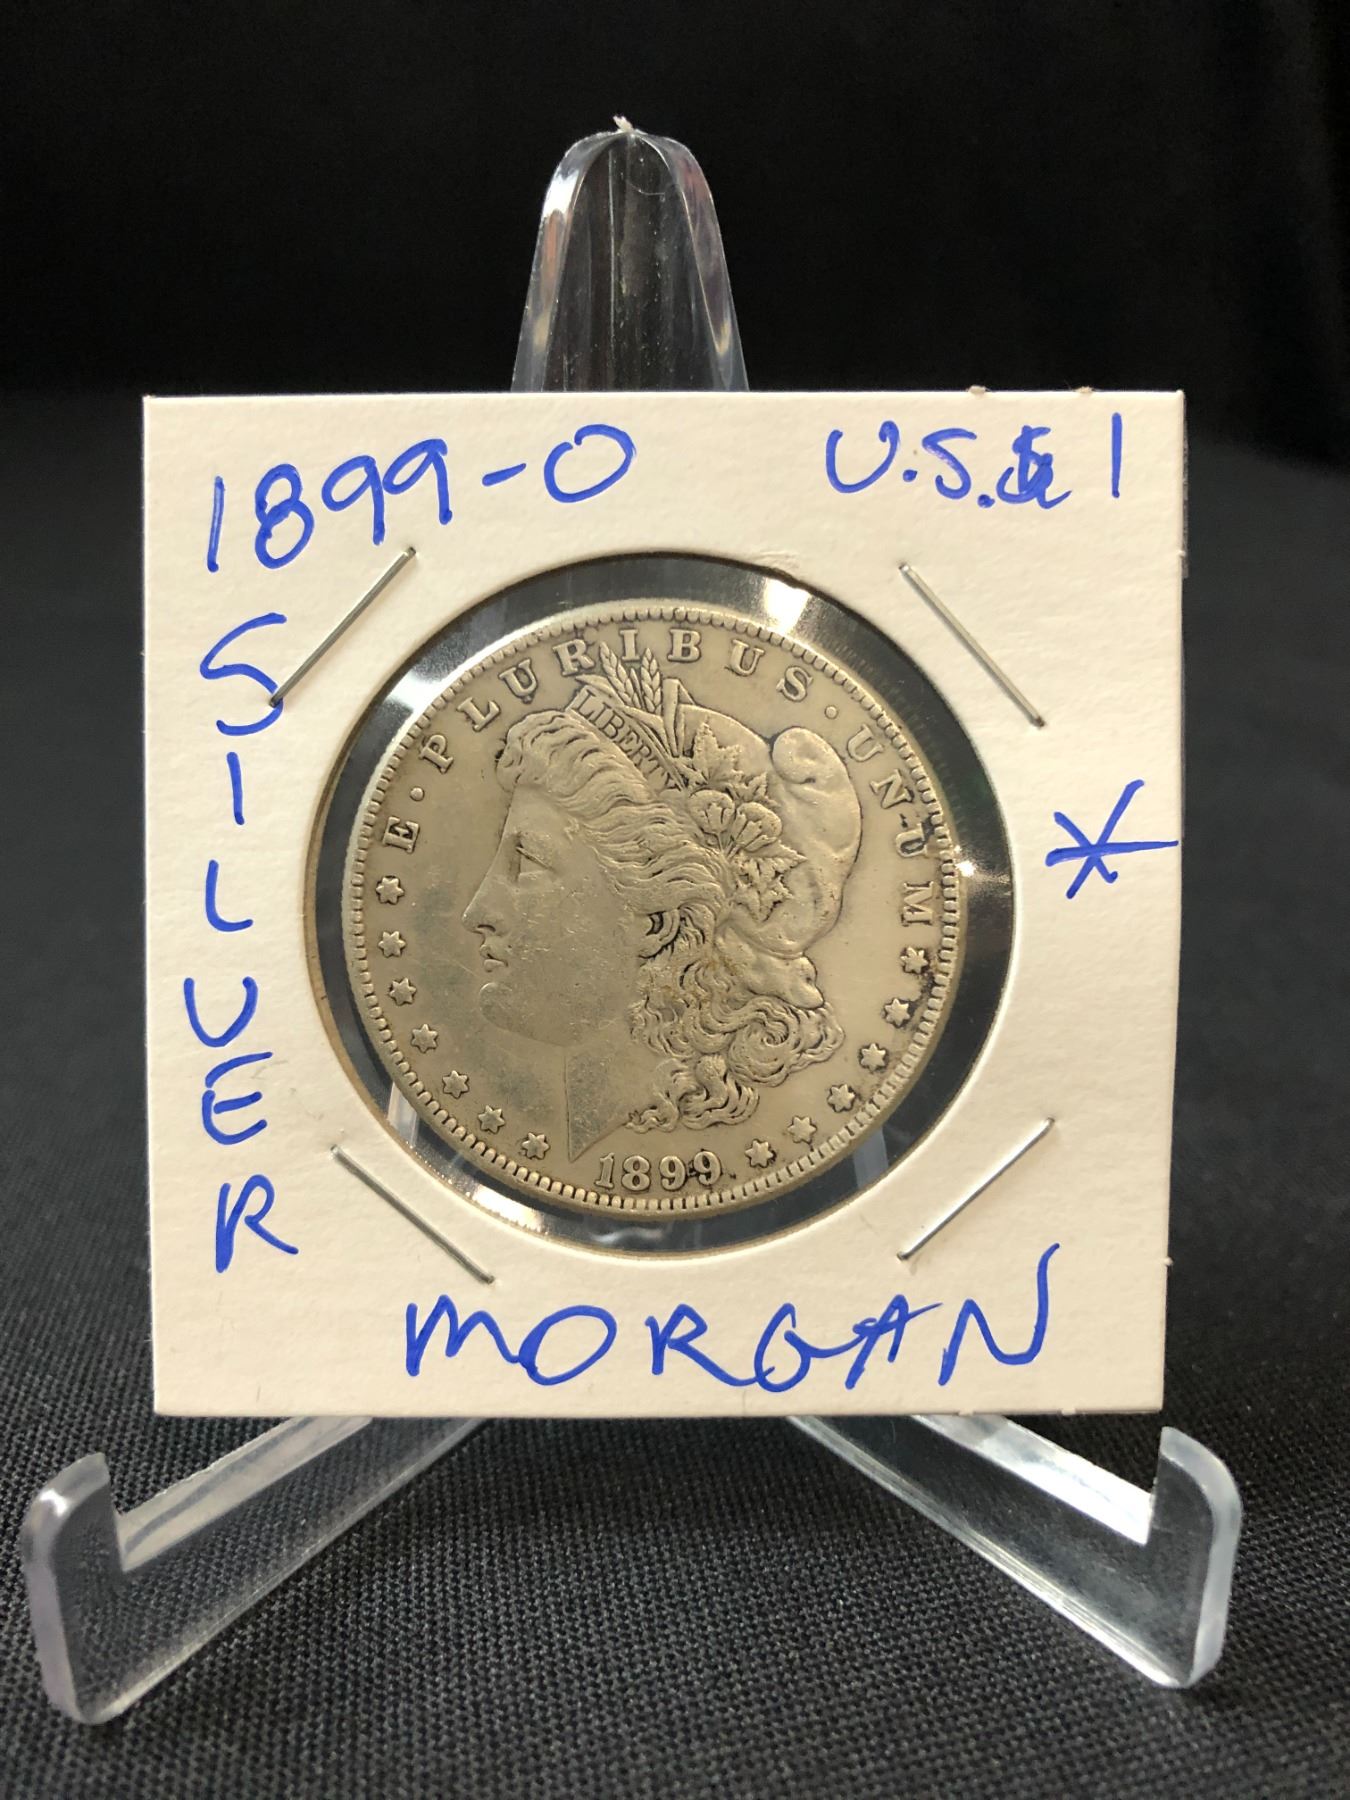 1899-O
U.S. $1
SILVER
*
E · PLURIBUS · UNUM
LIBERTY
1899
MORGAN